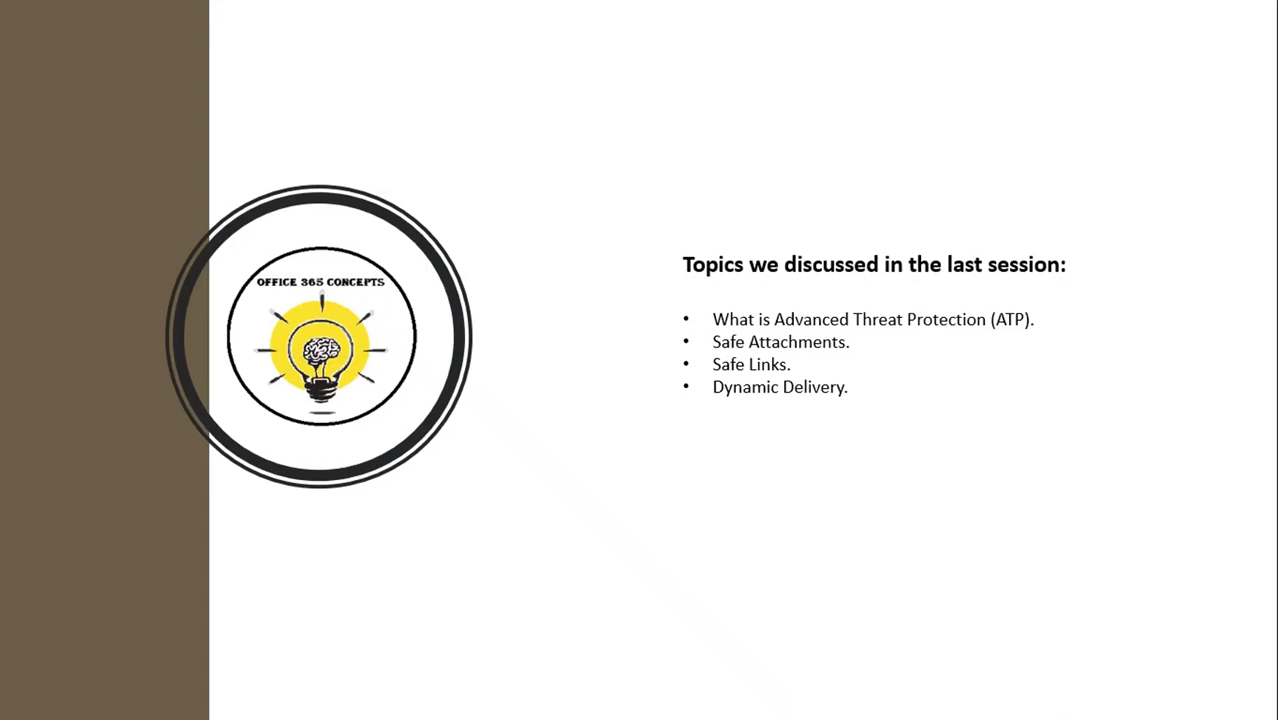 OFFICE 365 CONCEPTS
Topics we discussed in the last session:
• What is Advanced Threat Protection (ATP).
• Safe Attachments.
• Safe Links.
• Dynamic Delivery.